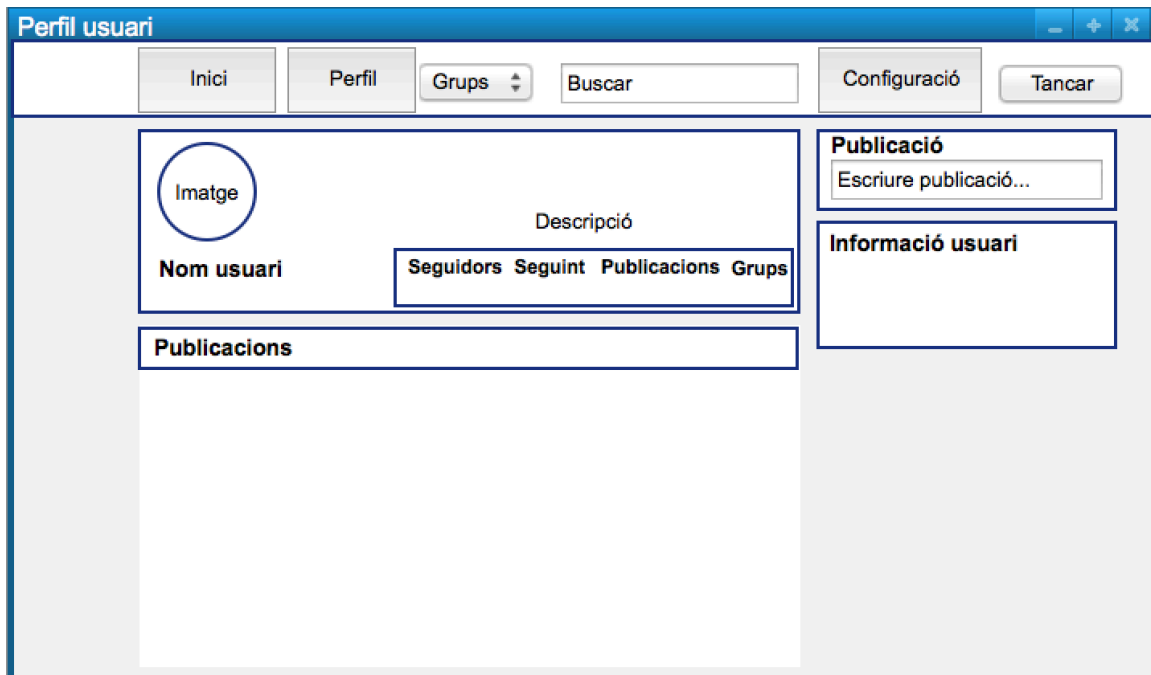 Perfil usuari
Inici Perfil Grups Buscar Configuració Tancar
Imatge
Descripció
Nom usuari
Seguidors Seguint Publicacions Grups
Publicacions
Publicació
Escriure publicació...
Informació usuari